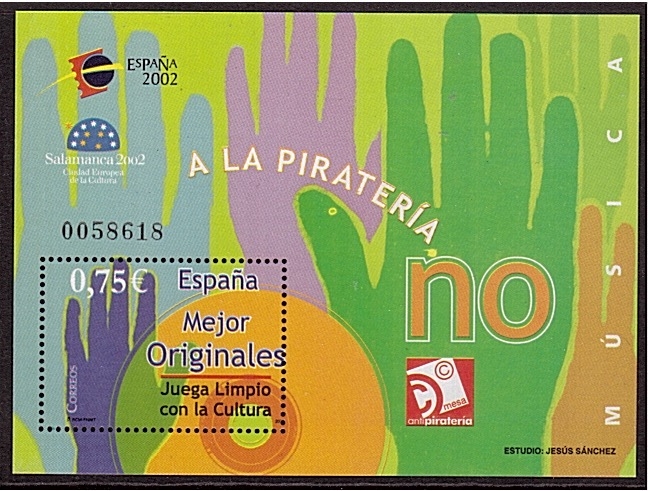 ESPAÑA
2002
Salamanca 2002
Ciudad Europea
de la Cultura
A LA PIRATERÍA
no
MÚSICA
0058618
0,75€
España
Mejor
Originales
Juega Limpio
con la Cultura
CORREOS
©
mesa
antipiratería
ESTUDIO: JESÚS SÁNCHEZ